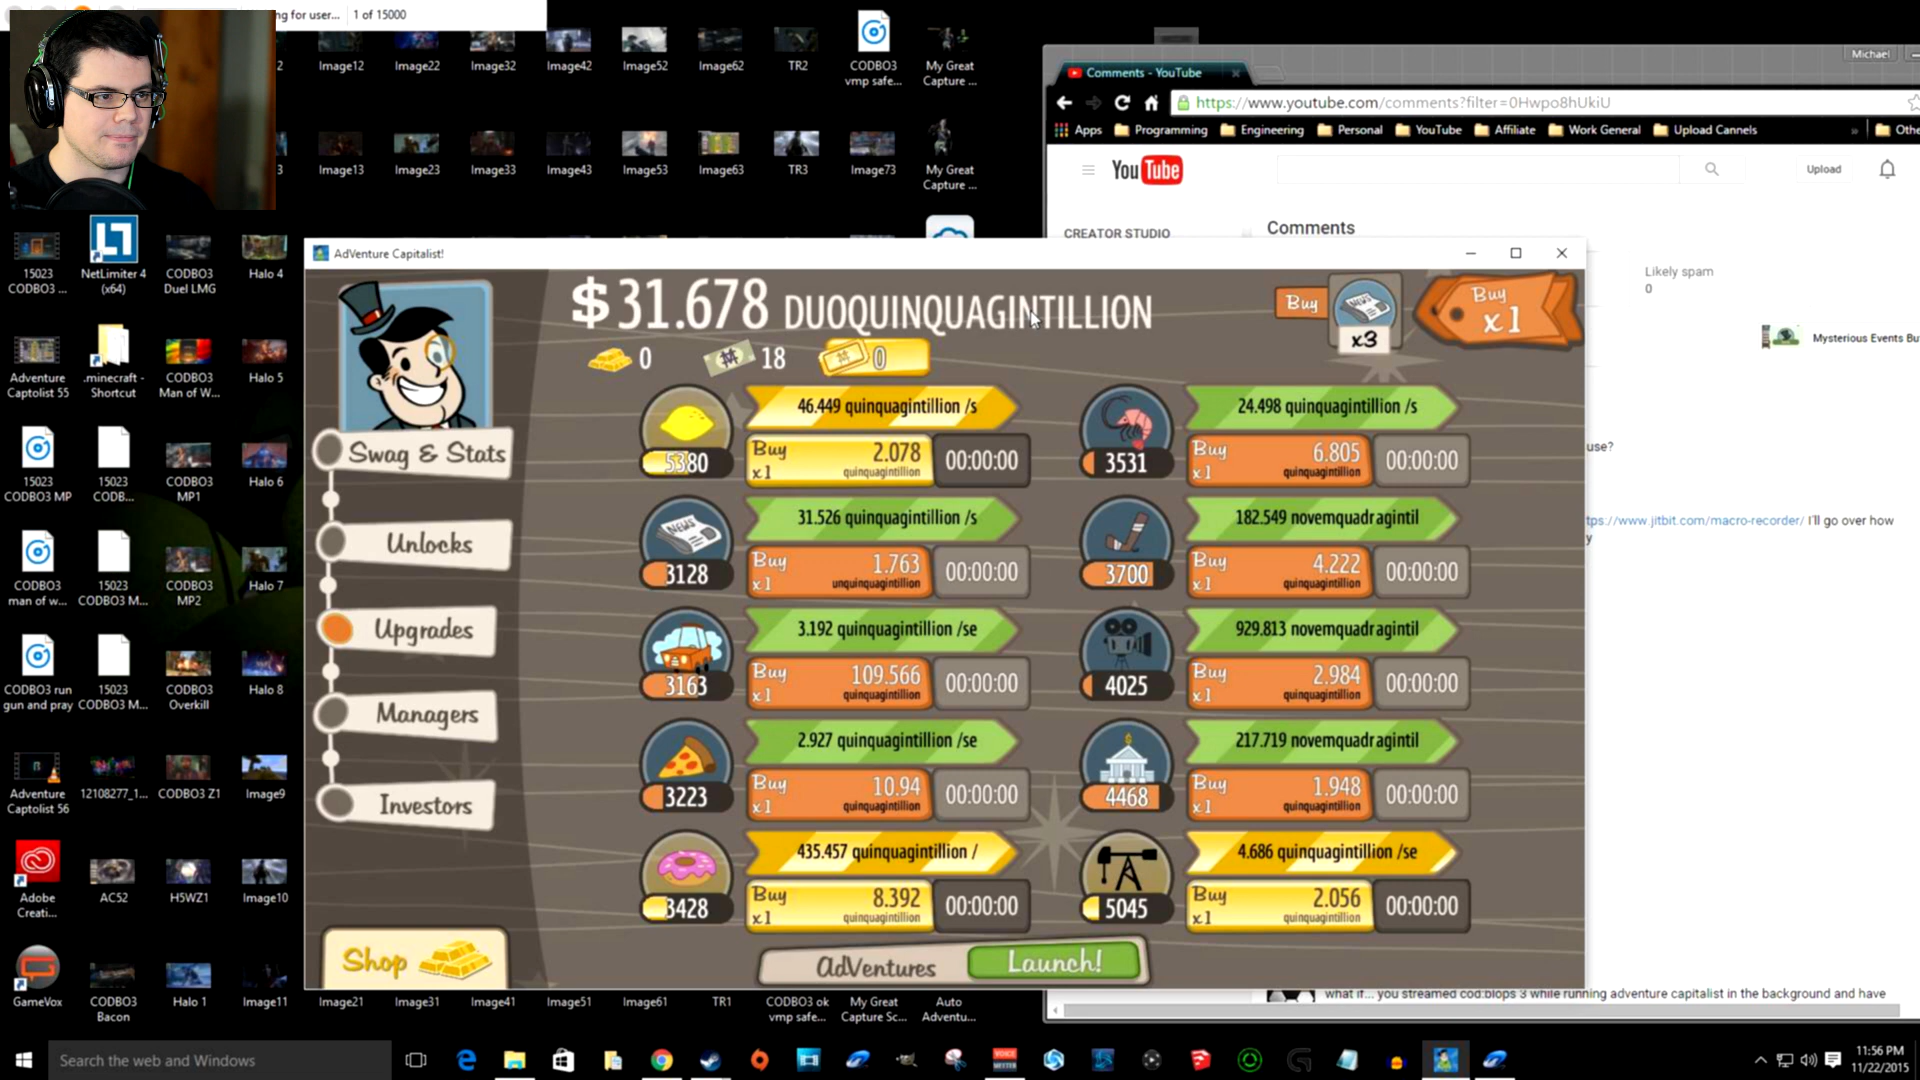 ng for user... 1 of 15000
2 Image12 Image22 Image32 Image42 Image52 Image62 TR2 CODBO3 vmp safe... My Great Capture ...
3 Image13 Image23 Image33 Image43 Image53 Image63 TR3 Image73 My Great Capture ...
15023 CODBO3 ... NetLimiter 4 (x64) CODBO3 Duel LMG Halo 4
Adventure Captolist 55 .minecraft - Shortcut CODBO3 Man of W... Halo 5
15023 CODBO3 MP 15023 CODB... CODBO3 MP1 Halo 6
CODBO3 man of w... 15023 CODBO3 M... CODBO3 MP2 Halo 7
CODBO3 run gun and pray 15023 CODBO3 M... CODBO3 Overkill Halo 8
Adventure Captolist 56 12108277_1... CODBO3 Z1 Image9
Adobe Creati... AC52 H5WZ1 Image10
GameVox CODBO3 Bacon Halo 1 Image11 Image21 Image31 Image41 Image51 Image61 TR1 CODBO3 ok vmp safe... My Great Capture Sc... Auto Adventu...
Michael
Comments - YouTube
https://www.youtube.com/comments?filter=0Hwpo8hUkiU
Apps Programming Engineering Personal YouTube Affiliate Work General Upload Cannels » Othe
YouTube Upload
CREATOR STUDIO Comments
Likely spam
0
Mysterious Events Bu
use?
tps://www.jitbit.com/macro-recorder/ I'll go over how
y
what if... you streamed cod:blops 3 while running adventure capitalist in the background and have
AdVenture Capitalist!
$31.678 DUOQUINQUAGINTILLION
Buy x3
Buy x1
0 18 0
Swag & Stats
Unlocks
Upgrades
Managers
Investors
Shop
46.449 quinquagintillion /s
5380 Buy x1 2.078 quinquagintillion 00:00:00
24.498 quinquagintillion /s
3531 Buy x1 6.805 quinquagintillion 00:00:00
NEWS
31.526 quinquagintillion /s
3128 Buy x1 1.763 unquinquagintillion 00:00:00
182.549 novemquadragintil
3700 Buy x1 4.222 quinquagintillion 00:00:00
3.192 quinquagintillion /se
3163 Buy x1 109.566 quinquagintillion 00:00:00
929.813 novemquadragintil
4025 Buy x1 2.984 quinquagintillion 00:00:00
2.927 quinquagintillion /se
3223 Buy x1 10.94 quinquagintillion 00:00:00
217.719 novemquadragintil
4468 Buy x1 1.948 quinquagintillion 00:00:00
435.457 quinquagintillion /
3428 Buy x1 8.392 quinquagintillion 00:00:00
4.686 quinquagintillion /se
5045 Buy x1 2.056 quinquagintillion 00:00:00
AdVentures Launch!
Search the web and Windows
11:56 PM
11/22/2015